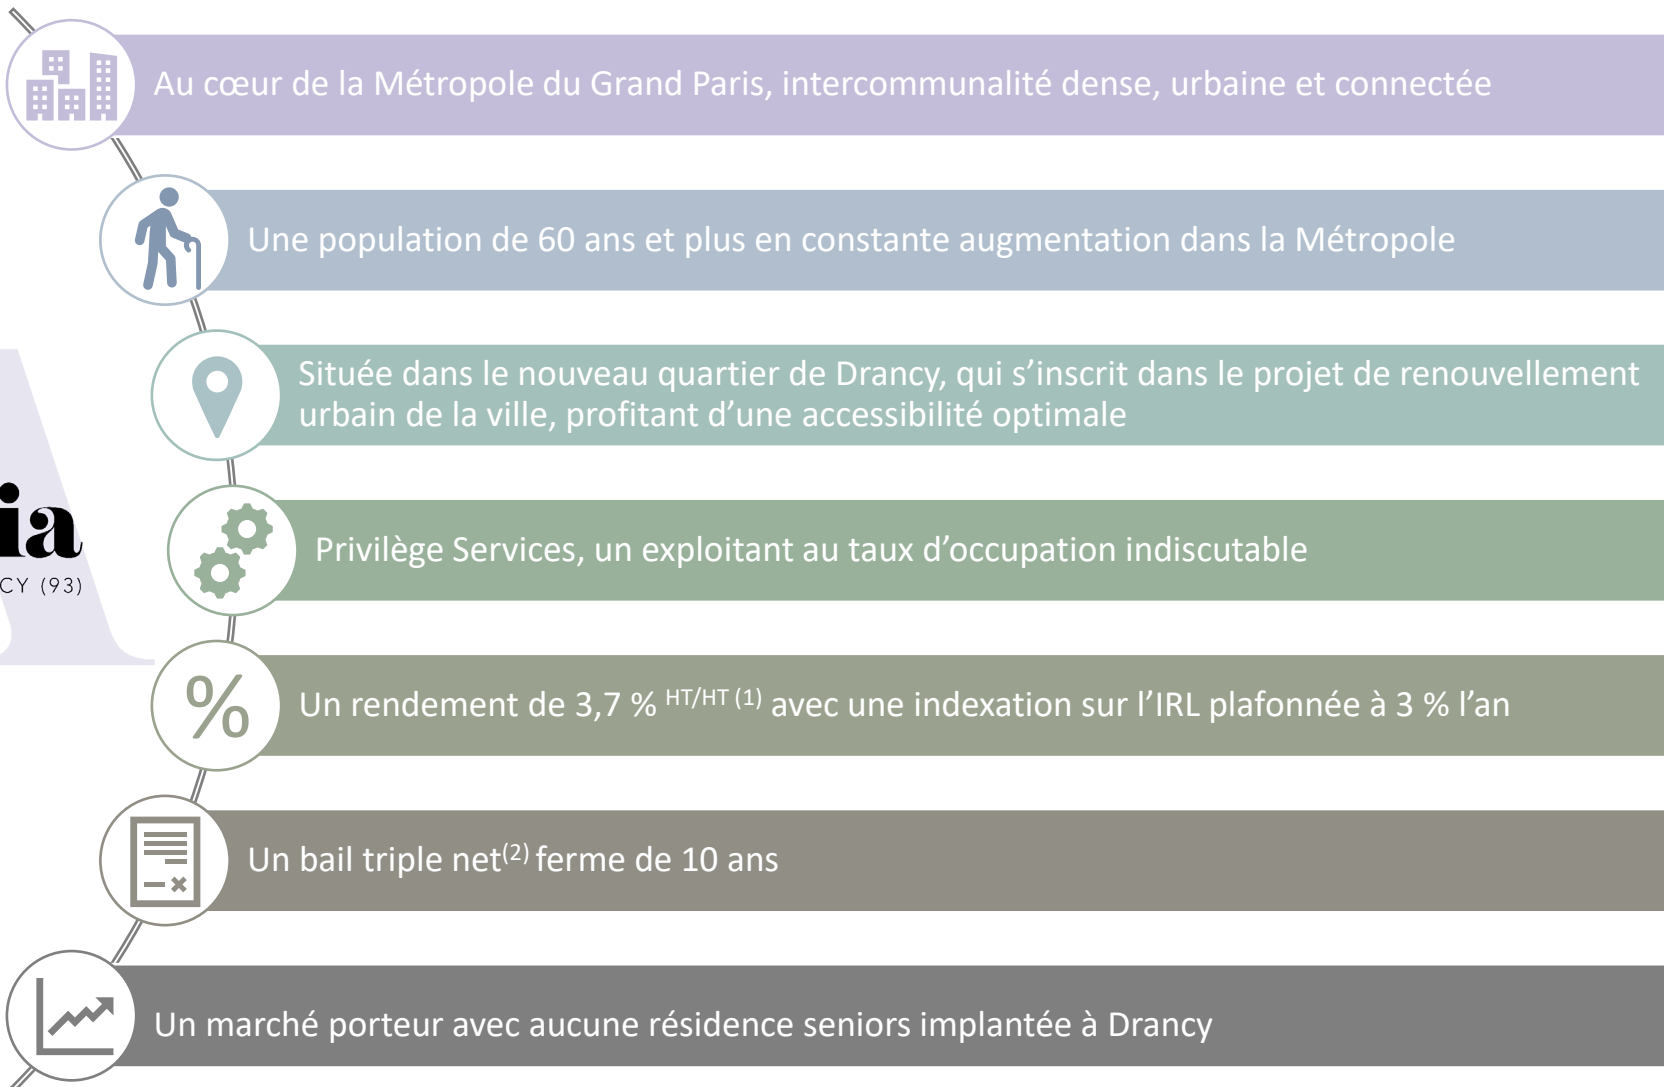 Au cœur de la Métropole du Grand Paris, intercommunalité dense, urbaine et connectée
Une population de 60 ans et plus en constante augmentation dans la Métropole
Située dans le nouveau quartier de Drancy, qui s’inscrit dans le projet de renouvellement
urbain de la ville, profitant d’une accessibilité optimale
ia
CY (93)
Privilège Services, un exploitant au taux d’occupation indiscutable
% Un rendement de 3,7 % HT/HT (1) avec une indexation sur l’IRL plafonnée à 3 % l’an
Un bail triple net(2) ferme de 10 ans
Un marché porteur avec aucune résidence seniors implantée à Drancy